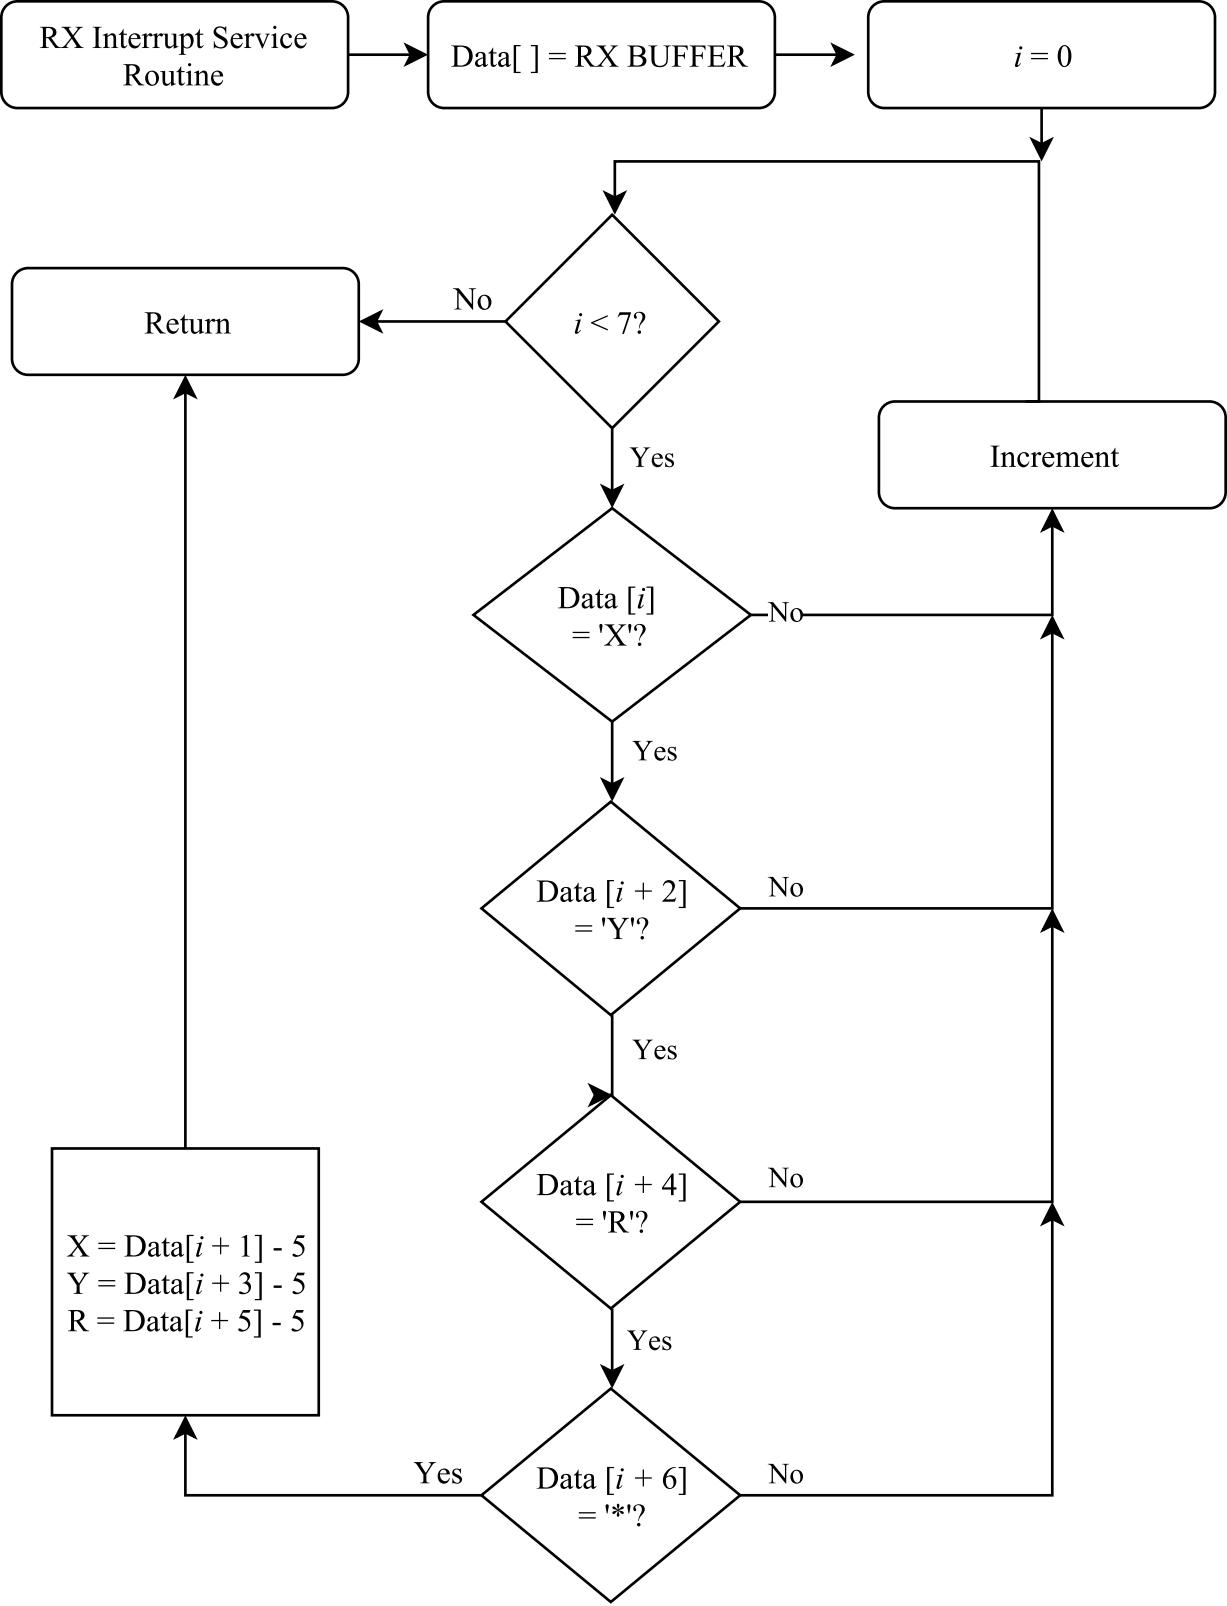 RX Interrupt Service
Routine
Data[ ] = RX BUFFER
i = 0
No
Return
i < 7?
Yes
Increment
Data [i]
= 'X'?
No
Yes
Data [i + 2]
= 'Y'?
No
Yes
Data [i + 4]
= 'R'?
No
X = Data[i + 1] - 5
Y = Data[i + 3] - 5
R = Data[i + 5] - 5
Yes
Yes
Data [i + 6]
= '*'?
No